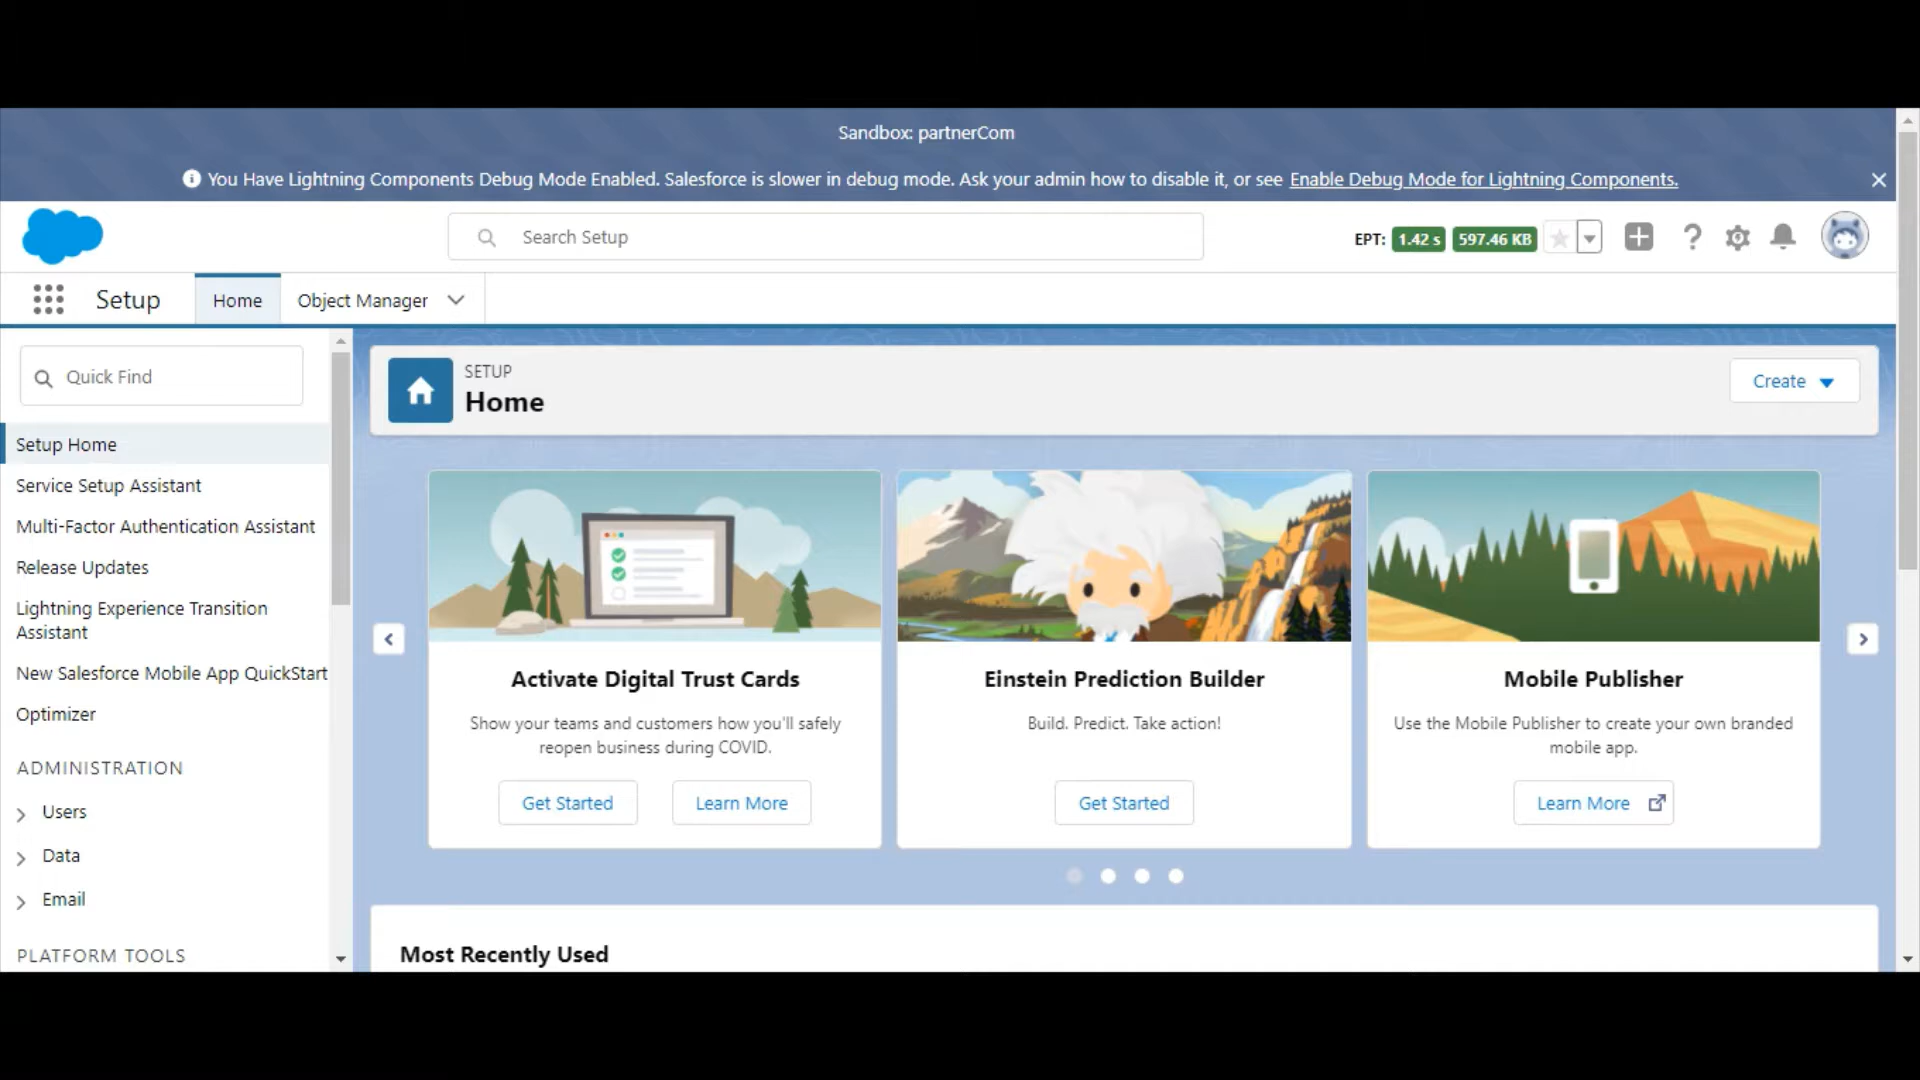 Sandbox: partnerCom
You Have Lightning Components Debug Mode Enabled. Salesforce is slower in debug mode. Ask your admin how to disable it, or see Enable Debug Mode for Lightning Components.
Search Setup
EPT: 1.42 s 597.46 KB
Setup Home Object Manager
Quick Find
SETUP
Home
Create
Setup Home
Service Setup Assistant
Multi-Factor Authentication Assistant
Release Updates
Lightning Experience Transition
Assistant
New Salesforce Mobile App QuickStart
Optimizer
ADMINISTRATION
Users
Data
Email
PLATFORM TOOLS
Activate Digital Trust Cards
Show your teams and customers how you'll safely
reopen business during COVID.
Get Started Learn More
Einstein Prediction Builder
Build. Predict. Take action!
Get Started
Mobile Publisher
Use the Mobile Publisher to create your own branded
mobile app.
Learn More
Most Recently Used